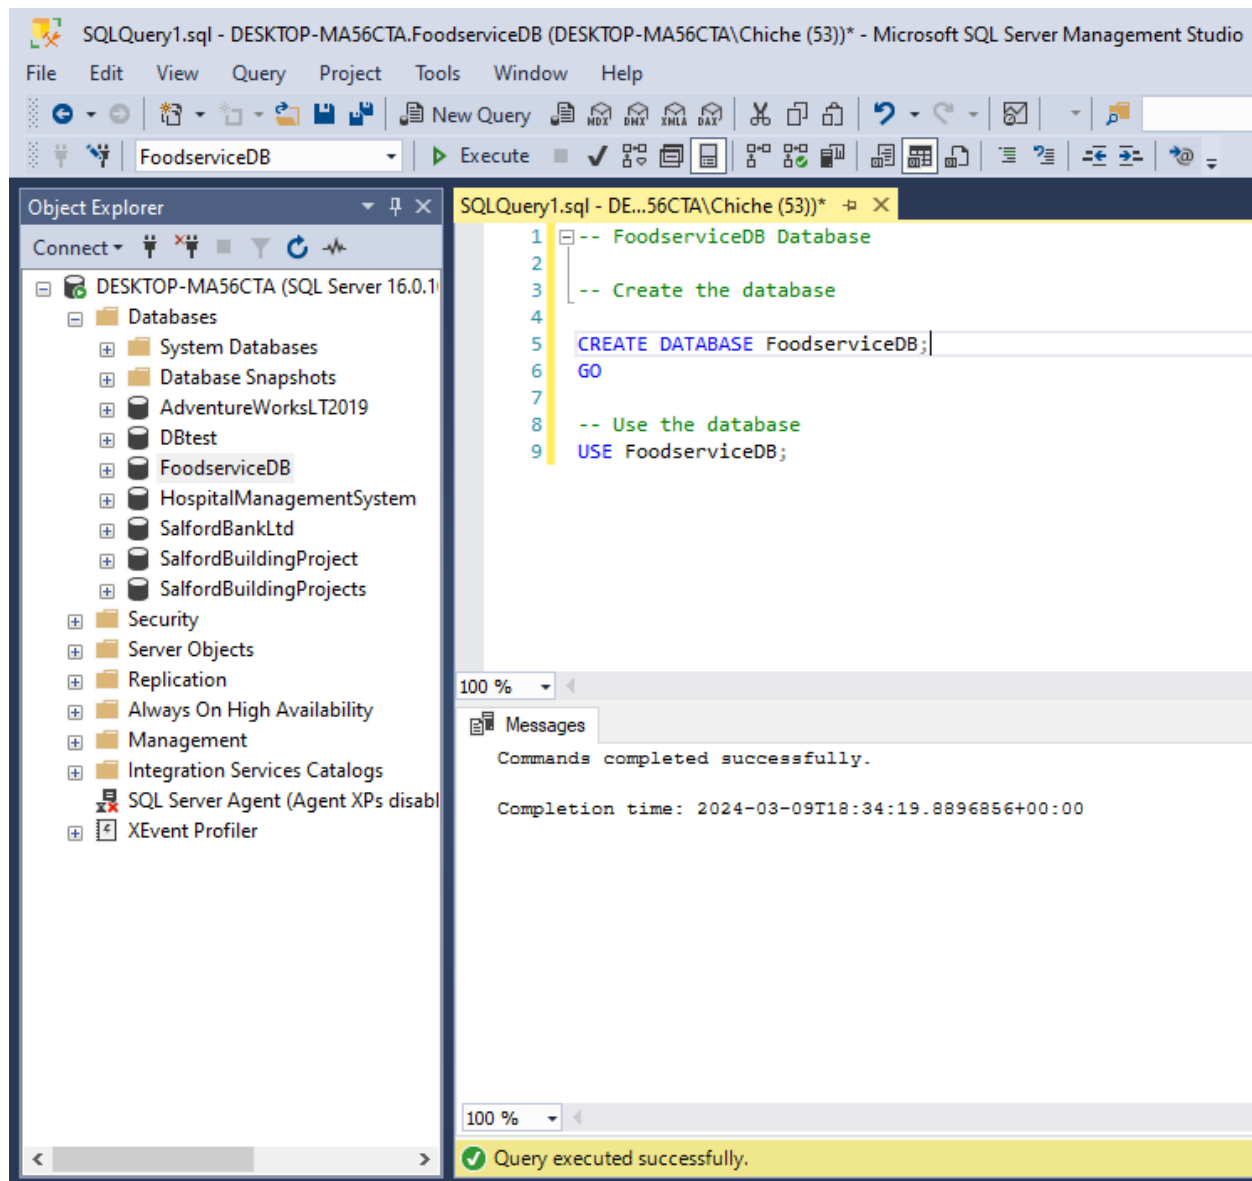 SQLQuery1.sql - DESKTOP-MA56CTA.FoodserviceDB (DESKTOP-MA56CTA\Chiche (53))* - Microsoft SQL Server Management Studio
File Edit View Query Project Tools Window Help
New Query MDX DMX XMLA DAX
FoodserviceDB Execute
Object Explorer
Connect
DESKTOP-MA56CTA (SQL Server 16.0.1
Databases
System Databases
Database Snapshots
AdventureWorksLT2019
DBtest
FoodserviceDB
HospitalManagementSystem
SalfordBankLtd
SalfordBuildingProject
SalfordBuildingProjects
Security
Server Objects
Replication
Always On High Availability
Management
Integration Services Catalogs
SQL Server Agent (Agent XPs disabl
XEvent Profiler
SQLQuery1.sql - DE...56CTA\Chiche (53))*
1 -- FoodserviceDB Database
2
3 -- Create the database
4
5 CREATE DATABASE FoodserviceDB;
6 GO
7
8 -- Use the database
9 USE FoodserviceDB;
100 %
Messages
Commands completed successfully.
Completion time: 2024-03-09T18:34:19.8896856+00:00
100 %
Query executed successfully.